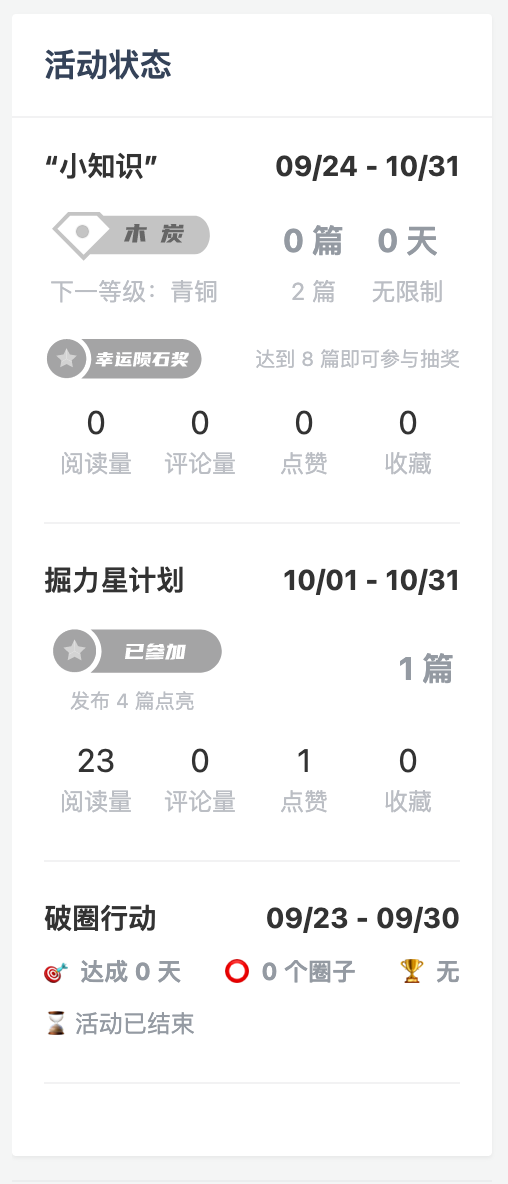 活动状态
“小知识” 09/24 - 10/31
木 炭 0 篇 0 天
下一等级：青铜 2 篇 无限制
幸运陨石奖 达到 8 篇即可参与抽奖
0 0 0 0
阅读量 评论量 点赞 收藏
掘力星计划 10/01 - 10/31
已参加 1 篇
发布 4 篇点亮
23 0 1 0
阅读量 评论量 点赞 收藏
破圈行动 09/23 - 09/30
🎯 达成 0 天 ⭕ 0 个圈子 🏆 无
⌛ 活动已结束